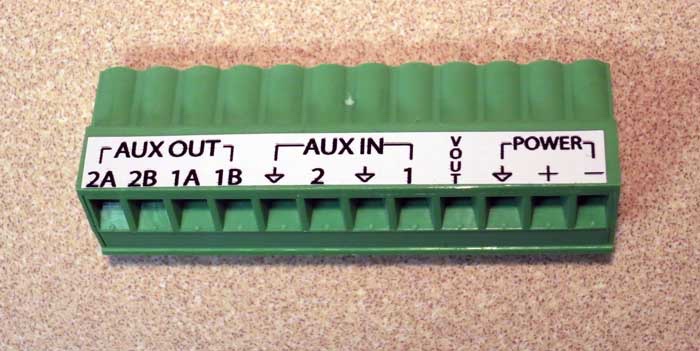 AUX OUT AUX IN VOUT POWER
2A 2B 1A 1B ⏚ 2 ⏚ 1 ⏚ + −